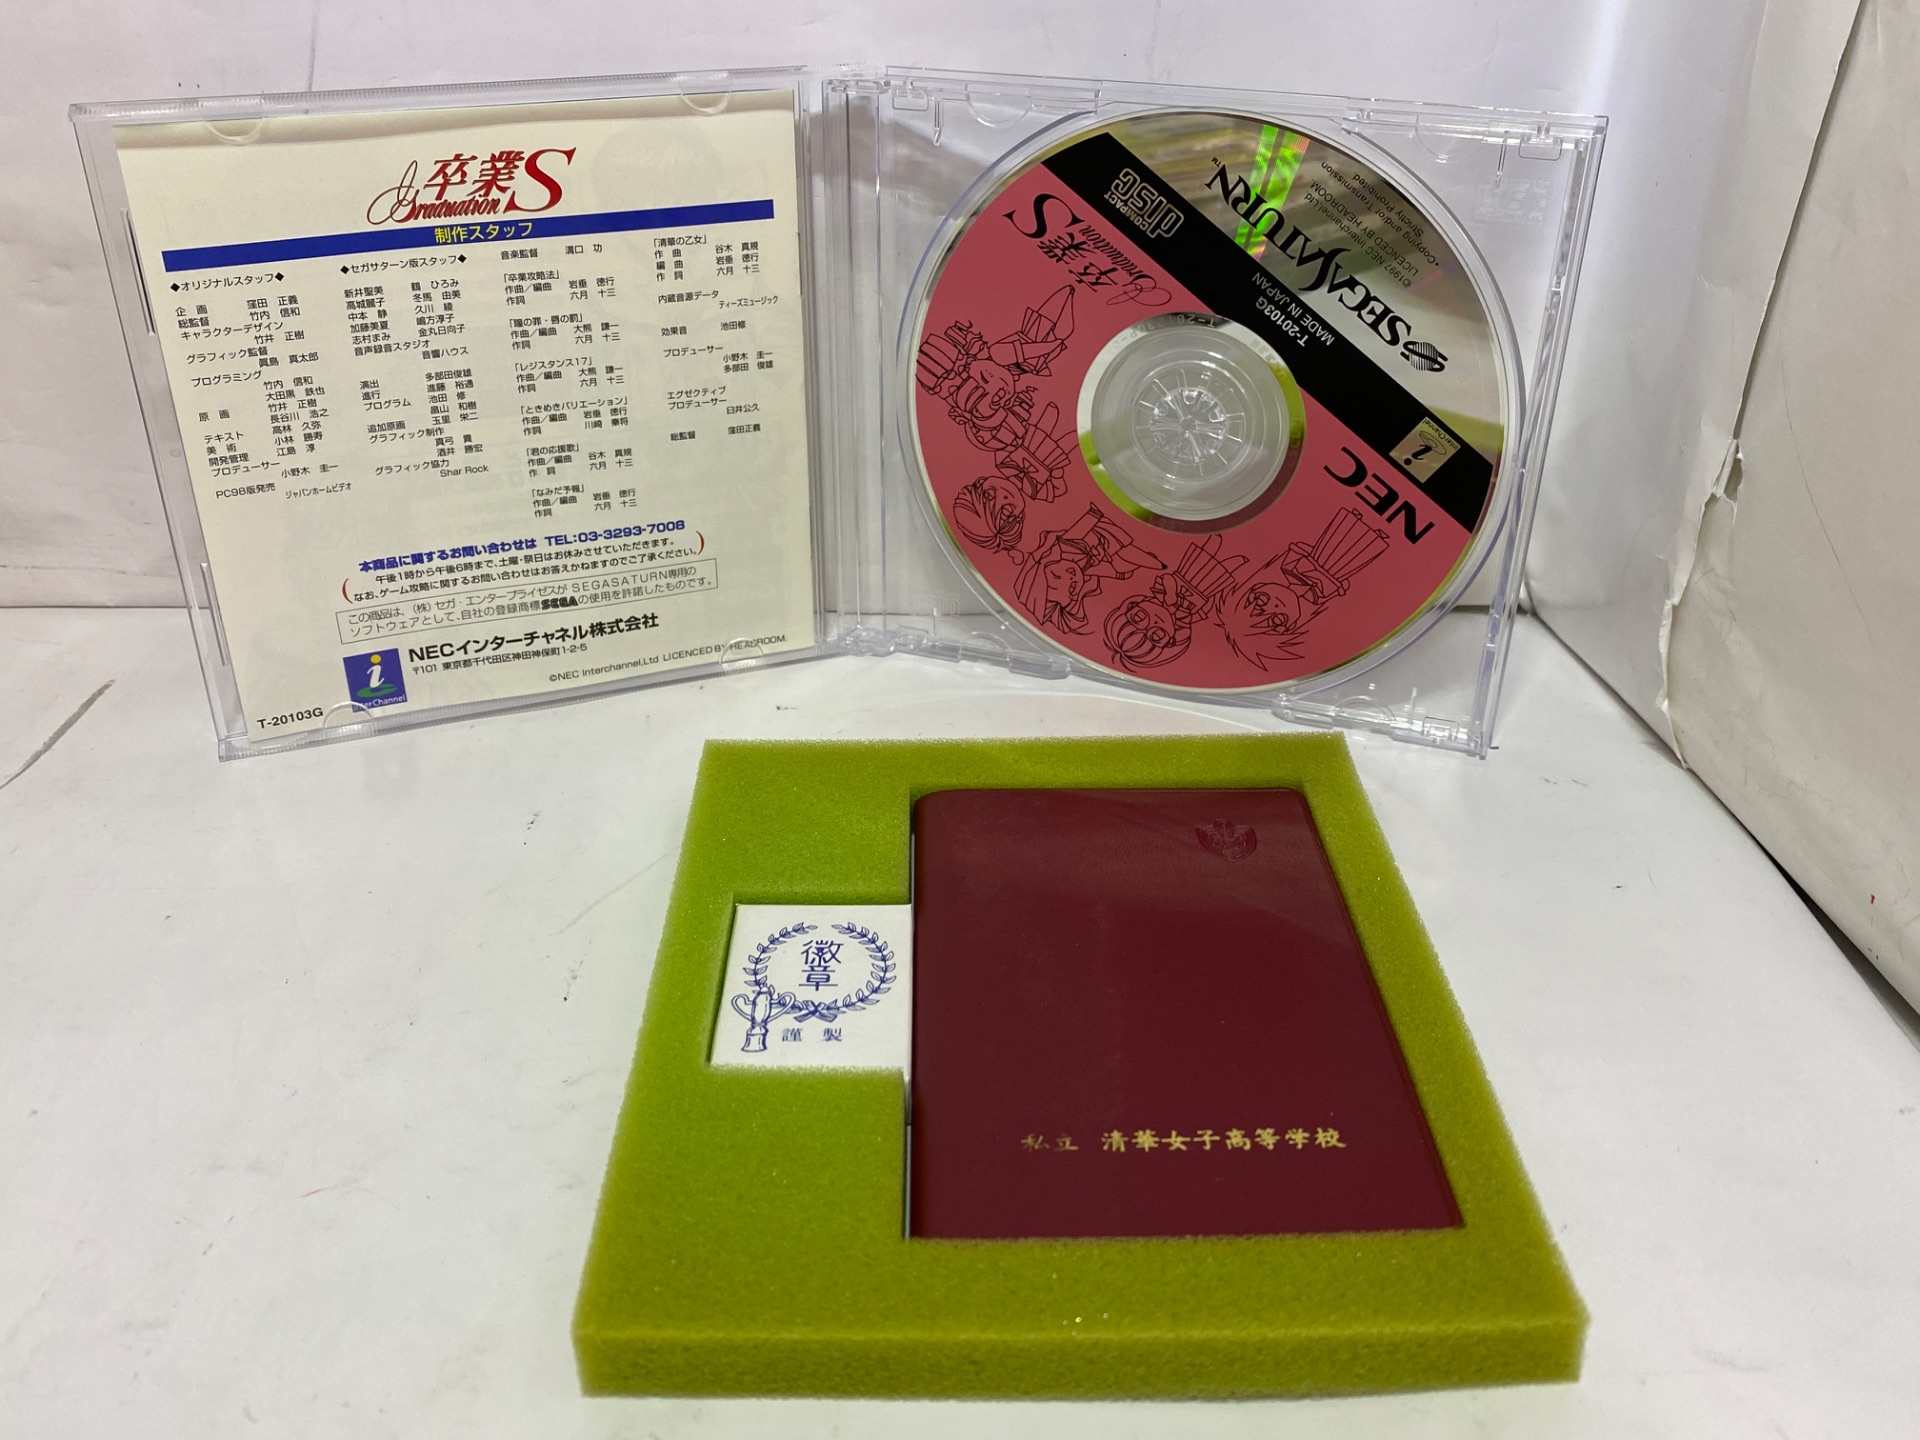 卒業S
Graduation
制作スタッフ
◆オリジナルスタッフ◆
企 画 窪田 正義
総監督 竹内 信和
キャラクターデザイン
竹井 正樹
グラフィック監督
眞島 真太郎
プログラミング
竹内 信和
大田黒 鉄也
原 画 竹井 正樹
長谷川 浩之
テキスト 高林 久弥
美 術 小林 勝寿
開発管理 江島 淳
プロデューサー
小野木 圭一
PC98版発売 ジャパンホームビデオ
◆セガサターン版スタッフ◆
新井聖美 鶴 ひろみ
高城麗子 冬馬 由美
中本 静 久川 綾
加藤美夏 嶋方淳子
志村まみ 金丸日向子
音声録音スタジオ
音響ハウス
演出 多部田俊雄
進行 進藤 裕通
プログラム 池田 修
畠山 和樹
追加原画 玉里 栄二
グラフィック制作
真弓 貴
酒井 勝宏
グラフィック協力
Shar Rock
音楽監督 溝口 功
「卒業攻略法」
作曲/編曲 岩垂 徳行
作詞 六月 十三
「瞳の罪・唇の罰」
作曲/編曲 大熊 謙一
作詞 六月 十三
「レジスタンス17」
作曲/編曲 大熊 謙一
作詞 六月 十三
「ときめきバリエーション」
作曲/編曲 岩垂 徳行
作詞 川崎 秦将
「君の応援歌」
作曲/編曲 谷木 真規
作 詞 六月 十三
「なみだ予報」
作曲/編曲 岩垂 徳行
作詞 六月 十三
「清華の乙女」
作 曲 谷木 真規
編 曲 岩垂 徳行
作 詞 六月 十三
内蔵音源データ
ティーズミュージック
効果音 池田修
プロデューサー
小野木 圭一
多部田 俊雄
エグゼクティブ
プロデューサー
臼井公久
総監督 窪田正義
本商品に関するお問い合わせは TEL:03-3293-7008
(午後1時から午後6時まで、土曜・祭日はお休みさせていただきます。
なお、ゲーム攻略に関するお問い合わせはお答えかねますのでご了承ください。)
この商品は、(株)セガ・エンタープライゼスがSEGASATURN専用の
ソフトウェアとして、自社の登録商標SEGAの使用を許諾したものです。
i
Inter Channel
NECインターチャネル株式会社
〒101 東京都千代田区神田神保町1-2-5
©NEC Interchannel,Ltd LICENCED BY HEADROOM.
T-20103G
SEGASATURN™
©1997 NEC Interchannel Ltd.
LICENCED BY HEADROOM
•Copying and/or Transmission
Strictly Prohibited.
COMPACT
disc
T-20103G
MADE IN JAPAN
i
Inter Channel
NEC
卒業S
Graduation
徽章
謹製
私立 清華女子高等学校